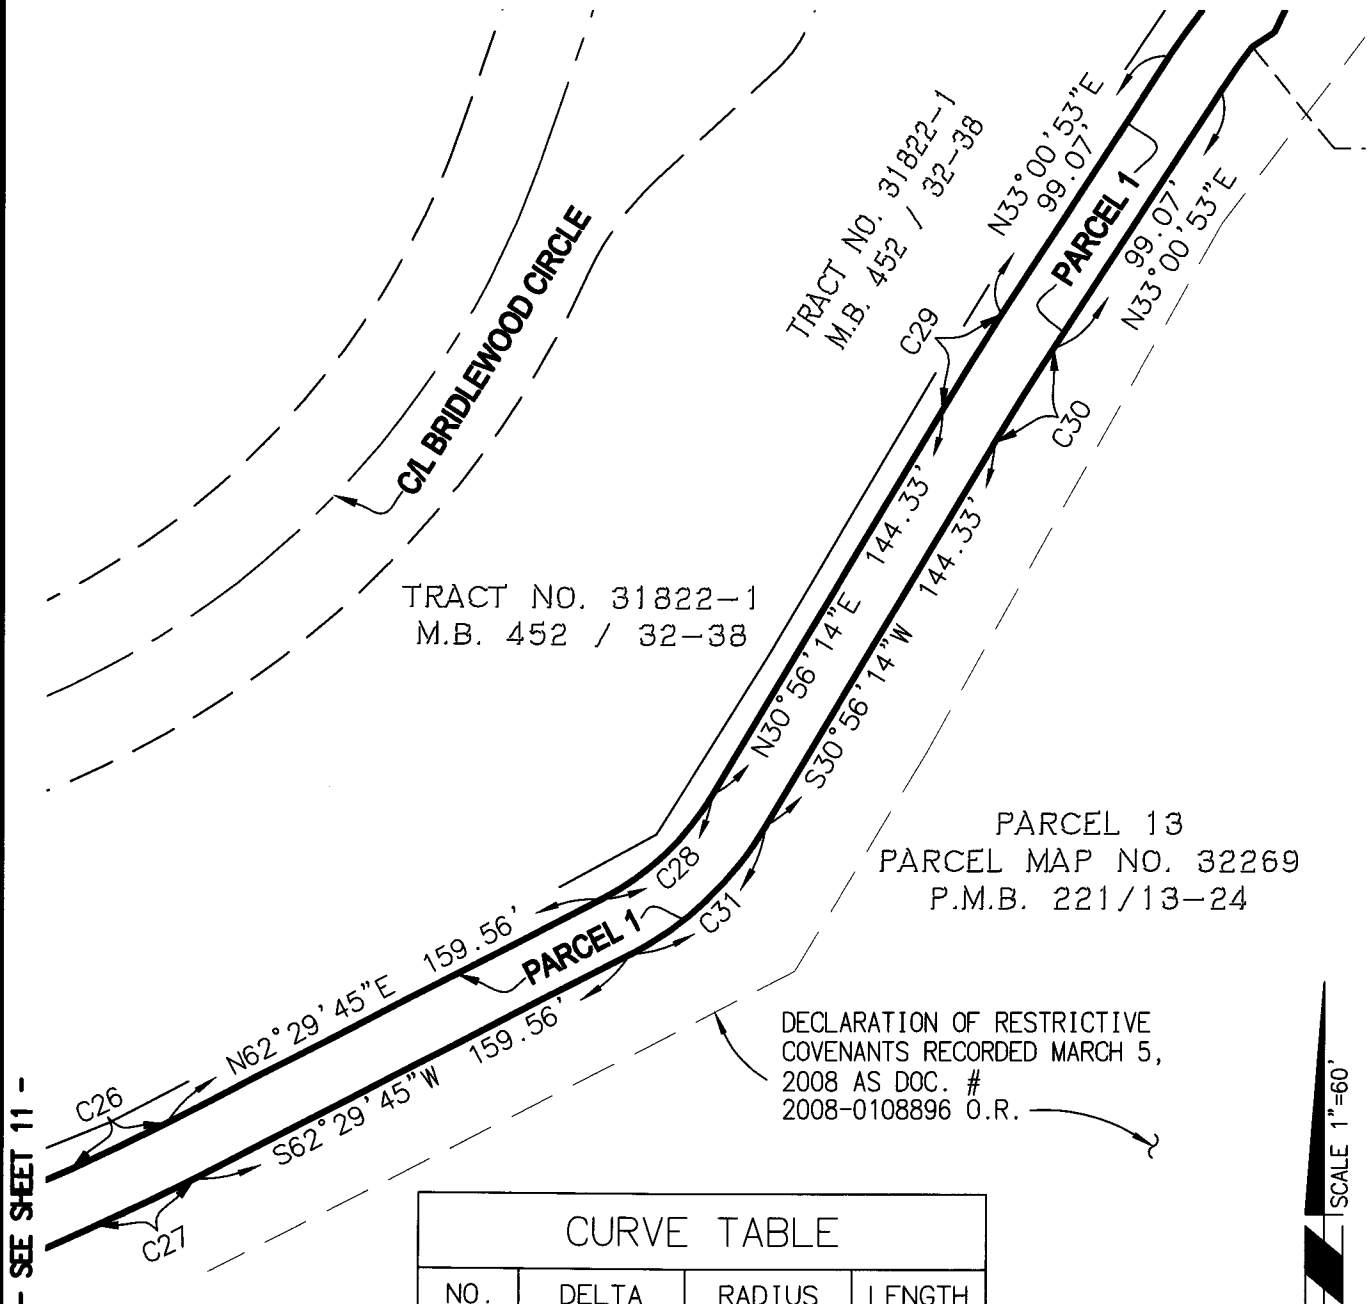 TRACT NO. 31822-1
M.B. 452 / 32-38
N33°00'53"E
99.07'
PARCEL 1
99.07'
N33°00'53"E
C/L BRIDLEWOOD CIRCLE
C29
C30
144.33'
144.33'
TRACT NO. 31822-1
M.B. 452 / 32-38
N30°56'14"E
S30°56'14"W
PARCEL 13
PARCEL MAP NO. 32269
P.M.B. 221/13-24
C28
C31
PARCEL 1
N62°29'45"E 159.56'
S62°29'45"W 159.56'
DECLARATION OF RESTRICTIVE
COVENANTS RECORDED MARCH 5,
2008 AS DOC. #
2008-0108896 O.R.
C26
C27
- SEE SHEET 11 -
SCALE 1"=60'
CURVE TABLE
NO. DELTA RADIUS LENGTH